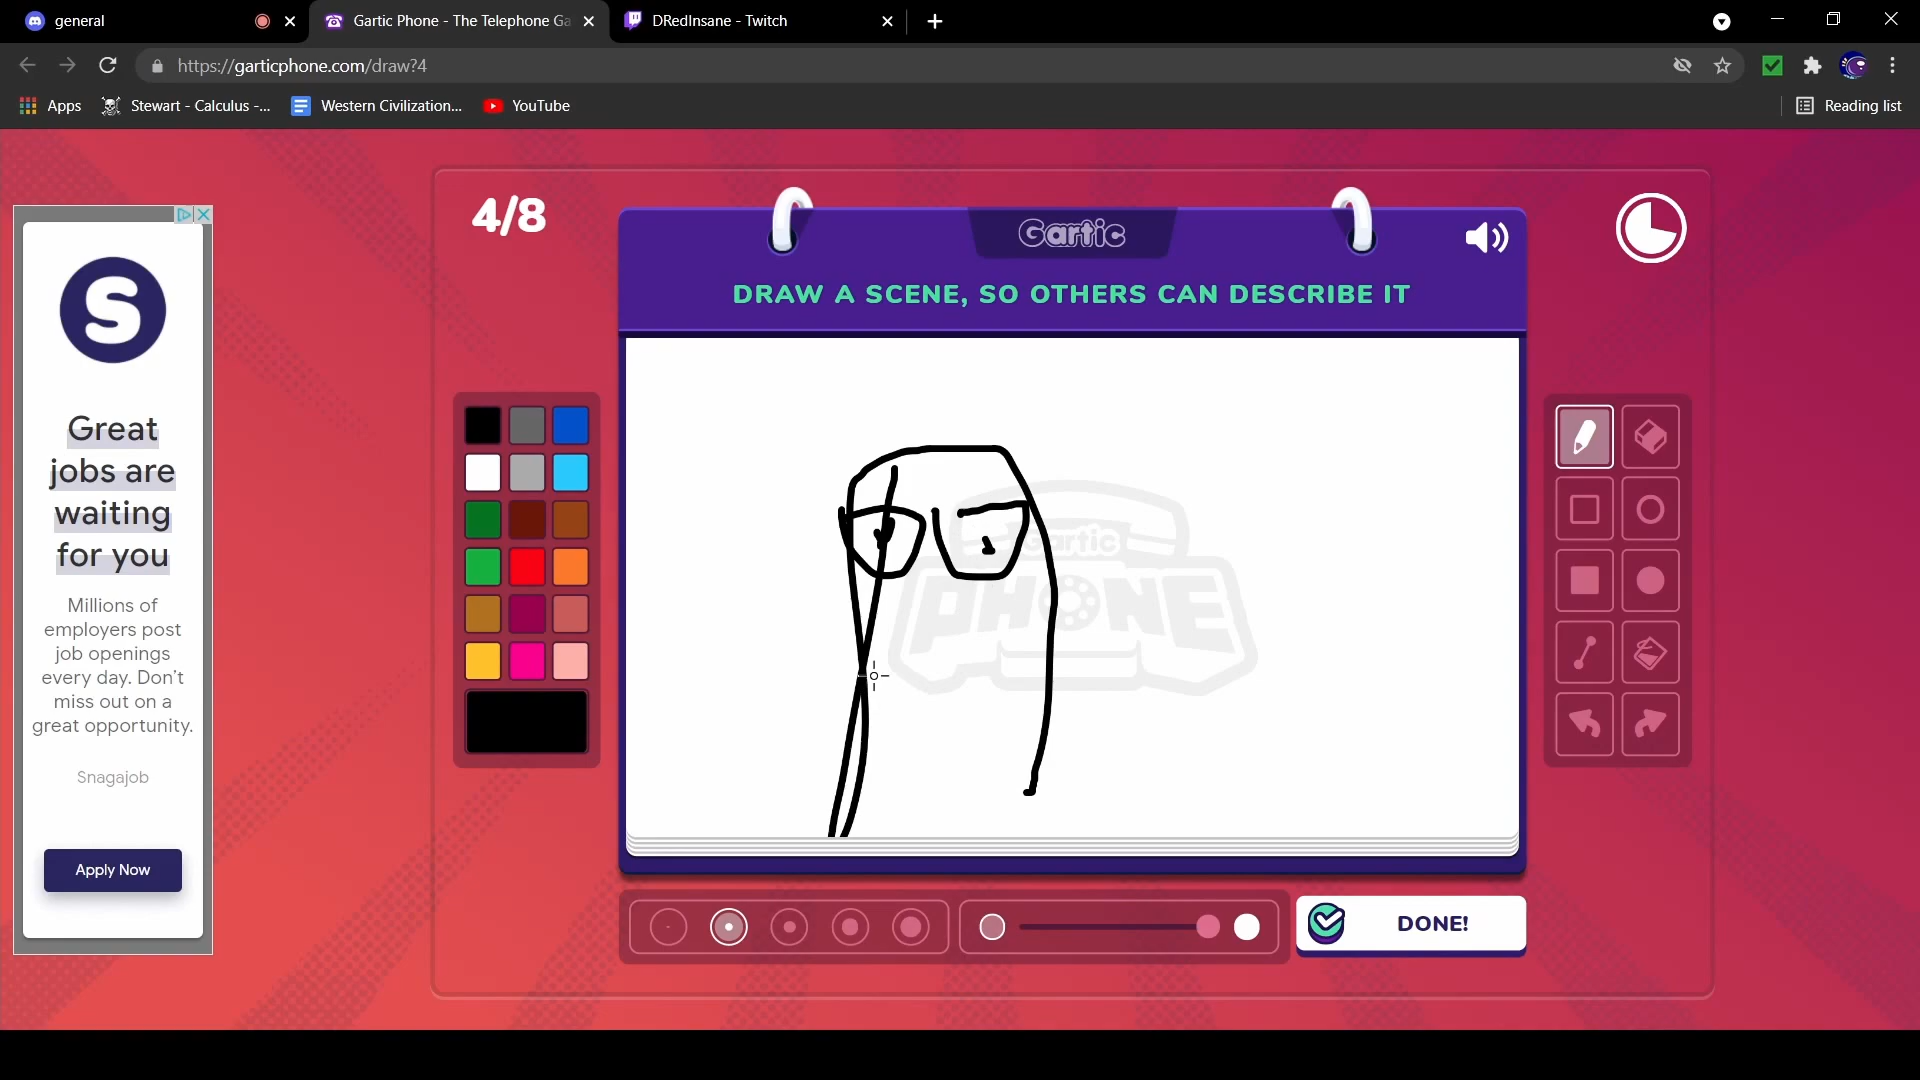 general
Gartic Phone - The Telephone Ga
DRedInsane - Twitch
https://garticphone.com/draw?4
Apps
Stewart - Calculus -...
Western Civilization...
YouTube
Reading list
4/8
Gartic
DRAW A SCENE, SO OTHERS CAN DESCRIBE IT
S
Great
jobs are
waiting
for you
Millions of
employers post
job openings
every day. Don't
miss out on a
great opportunity.
Snagajob
Apply Now
Gartic
PHONE
DONE!